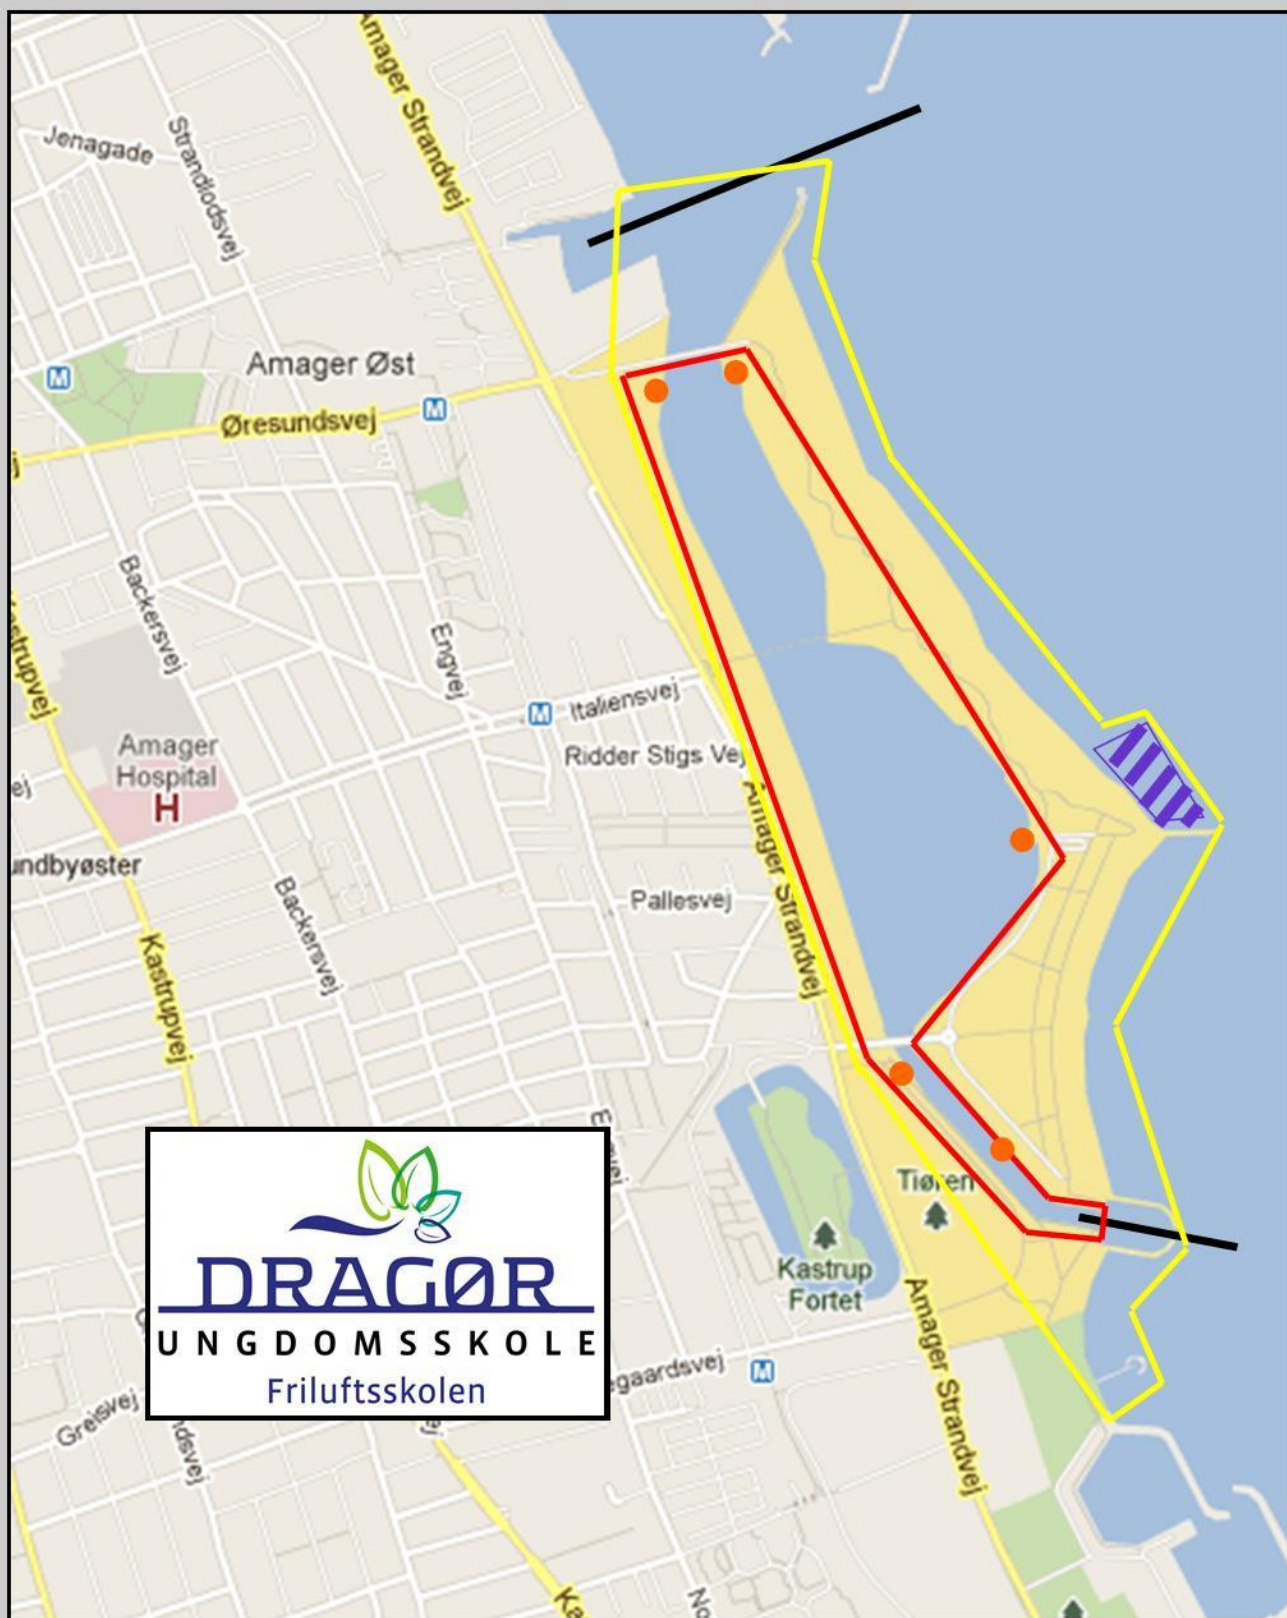 Amager Strandvej
Jenagade
Strandlodsvej
Amager Øst
M
M
Øresundsvej
Backersvej
Engvej
Italiensvej
M
Ridder Stigs Vej
Amager
Hospital
H
Amager Strandvej
Pallesvej
Backersvej
Kastrupvej
Tiøren
Kastrup
Fortet
DRAGØR
UNGDOMSSKOLE
Friluftsskolen
M
Amager Strandvej
Greisvej